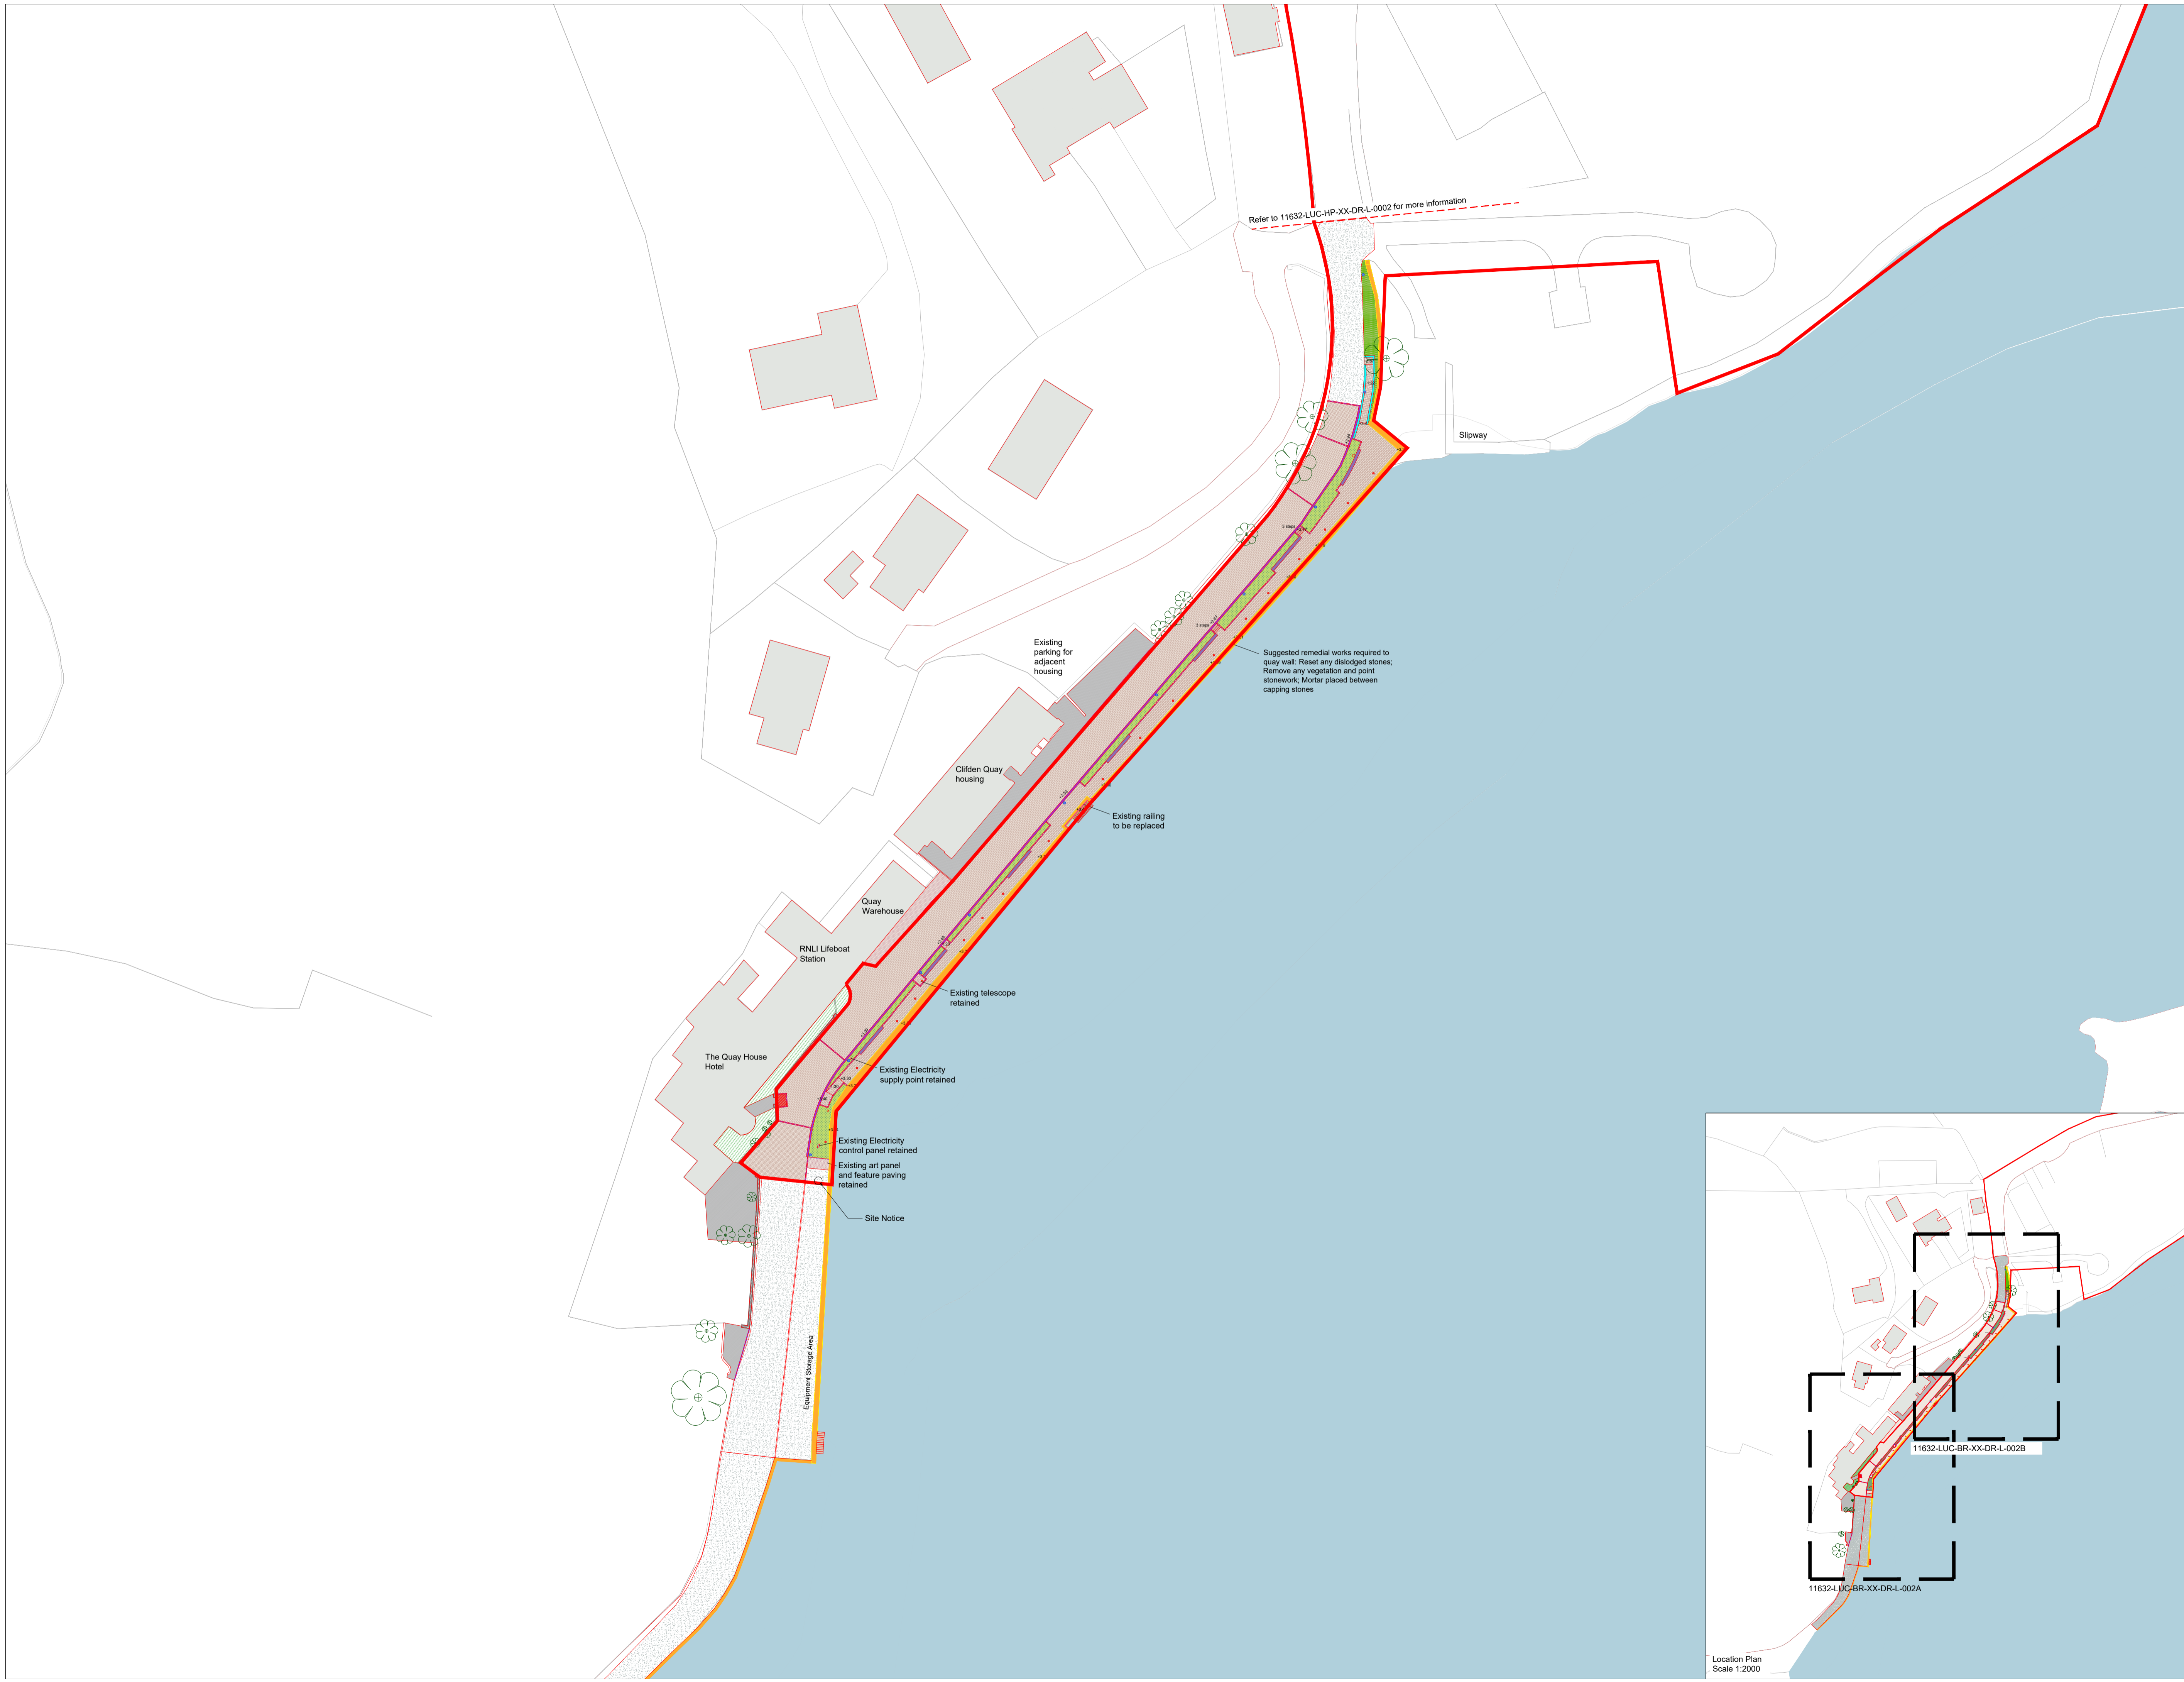 Refer to 11632-LUC-HP-XX-DR-L-0002 for more information
Slipway
3 steps
3 steps
Existing
parking for
adjacent
housing
Suggested remedial works required to
quay wall: Reset any dislodged stones;
Remove any vegetation and point
stonework; Mortar placed between
capping stones
Clifden Quay
housing
Existing railing
to be replaced
Quay
Warehouse
RNLI Lifeboat
Station
Existing telescope
retained
The Quay House
Hotel
Existing Electricity
supply point retained
Existing Electricity
control panel retained
Existing art panel
and feature paving
retained
Site Notice
Equipment Storage Area
11632-LUC-BR-XX-DR-L-002B
11632-LUC-BR-XX-DR-L-002A
Location Plan
Scale 1:2000